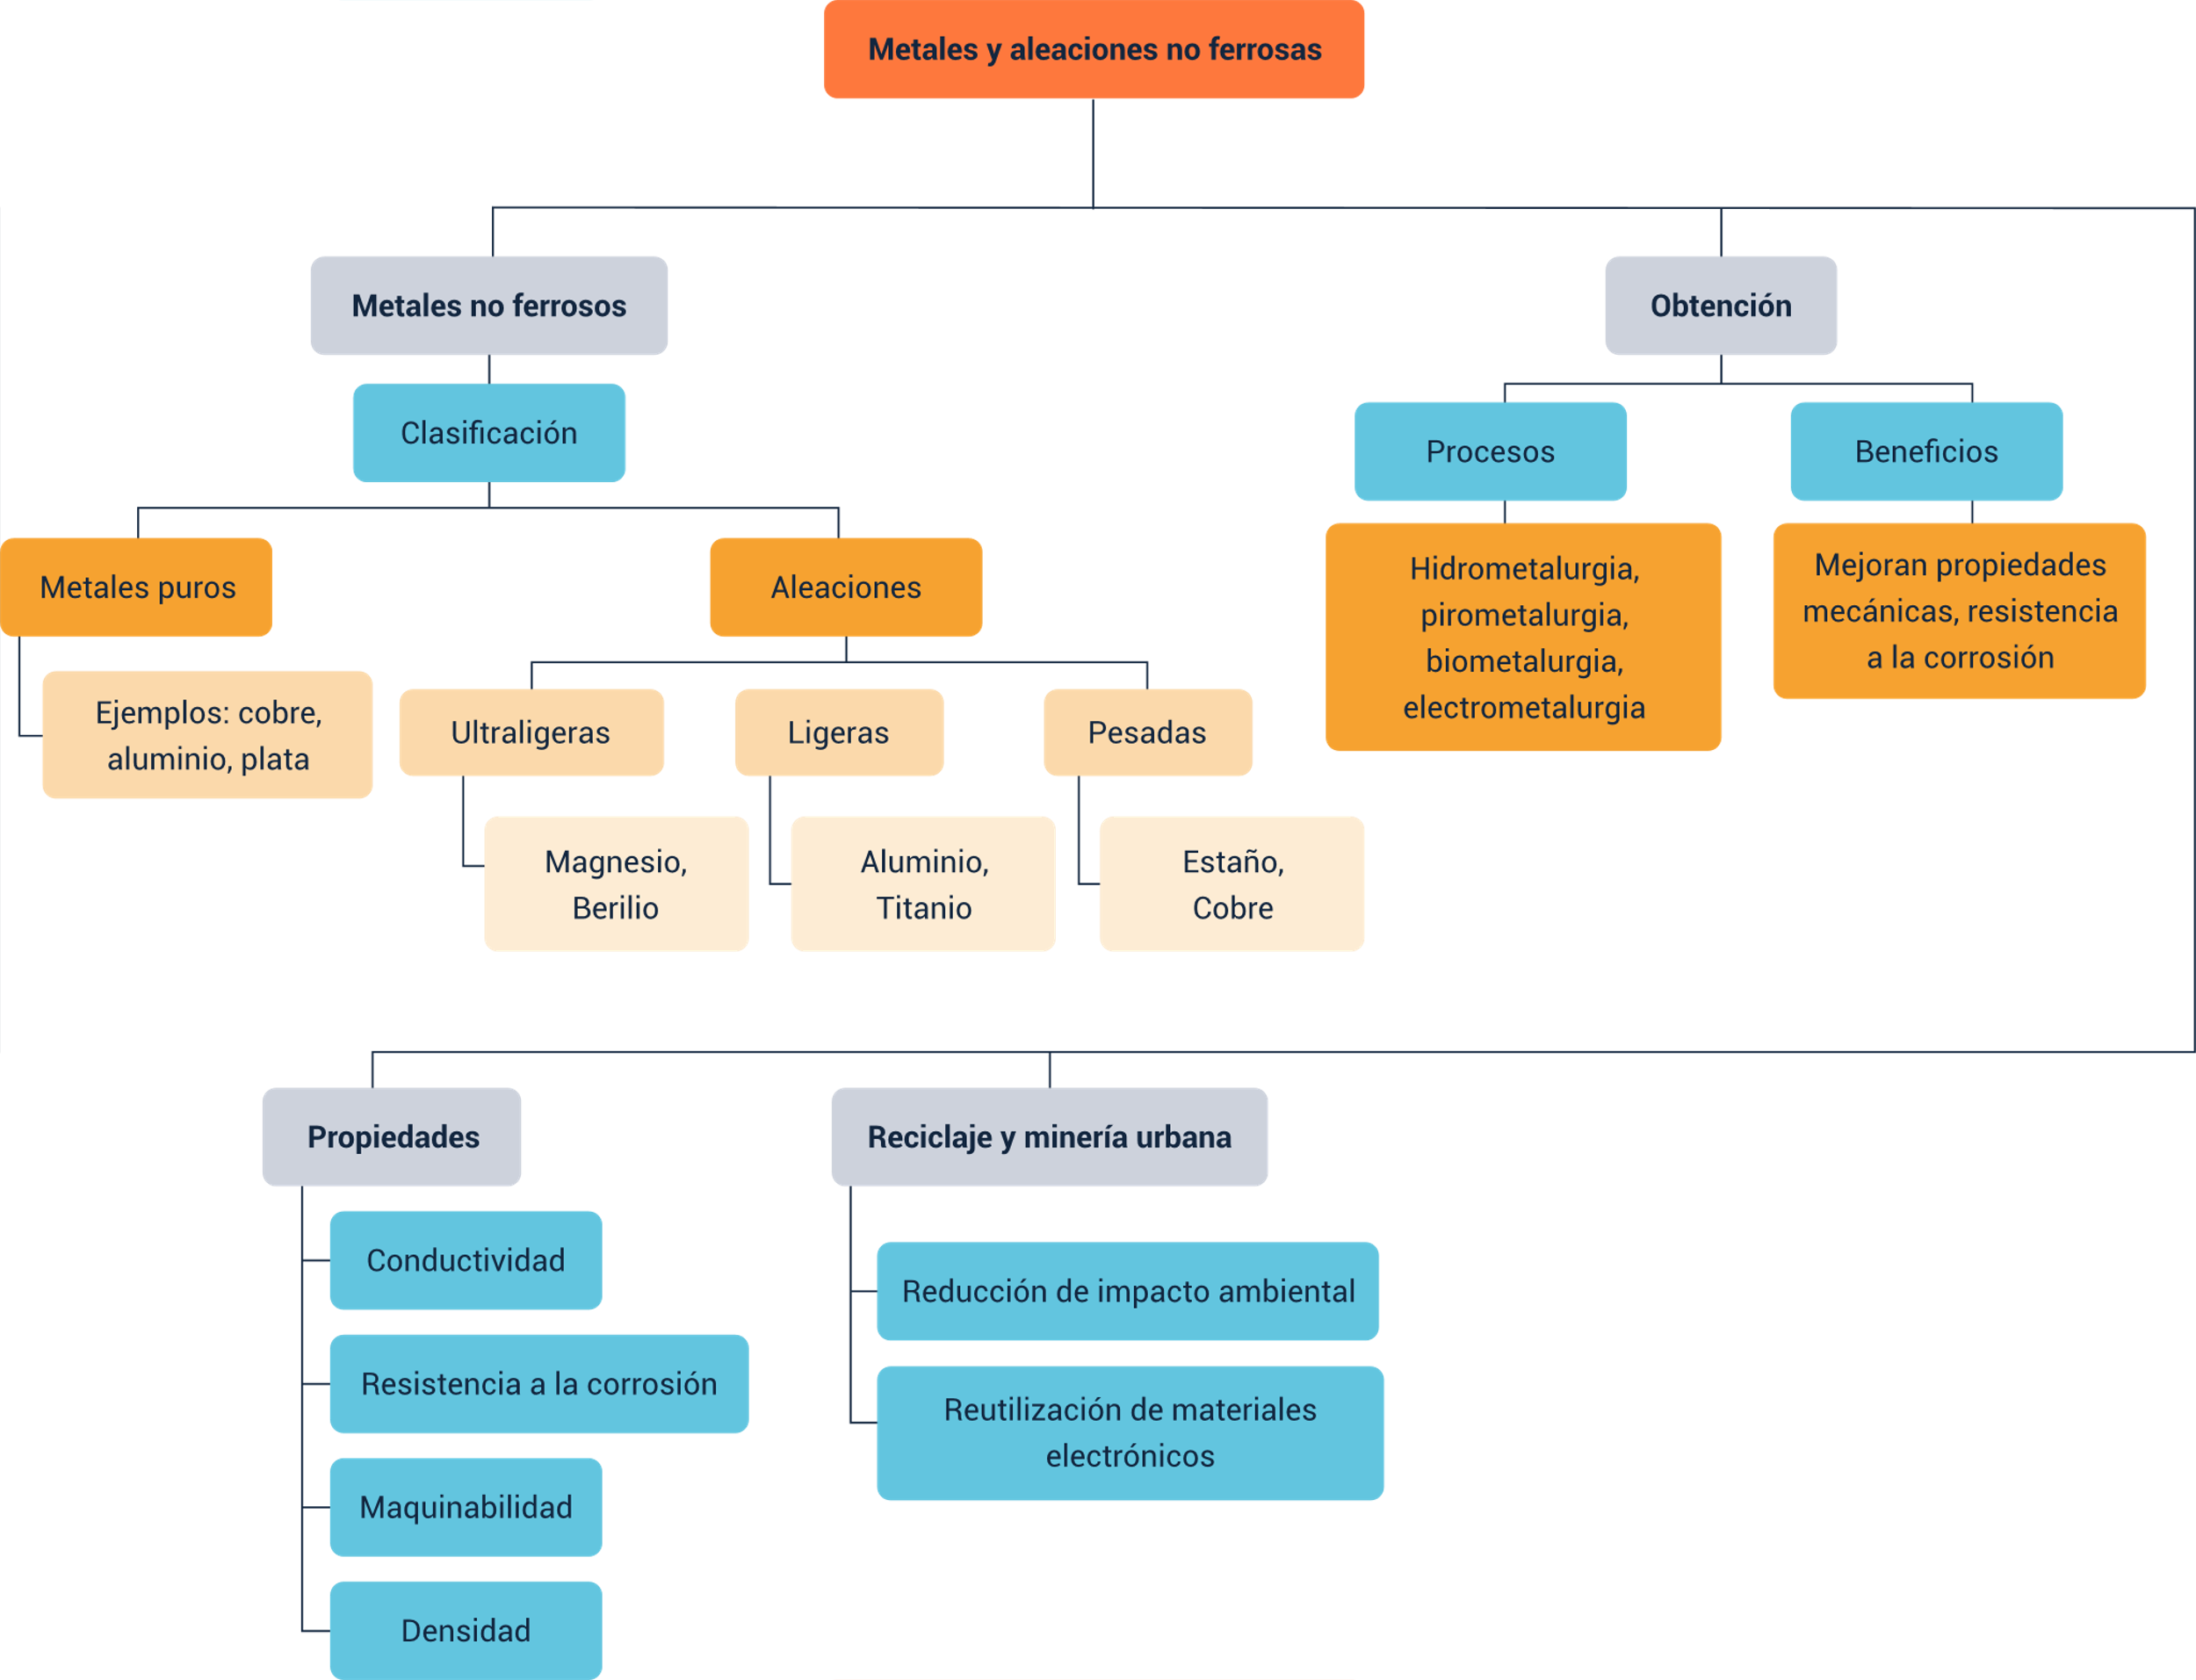 Metales y aleaciones no ferrosas
Metales no ferrosos
Obtención
Clasificación
Procesos
Beneficios
Metales puros
Aleaciones
Hidrometalurgia,
pirometalurgia,
biometalurgia,
electrometalurgia
Mejoran propiedades
mecánicas, resistencia
a la corrosión
Ejemplos: cobre,
aluminio, plata
Ultraligeras
Ligeras
Pesadas
Magnesio,
Berilio
Aluminio,
Titanio
Estaño,
Cobre
Propiedades
Reciclaje y minería urbana
Conductividad
Resistencia a la corrosión
Maquinabilidad
Densidad
Reducción de impacto ambiental
Reutilización de materiales
electrónicos